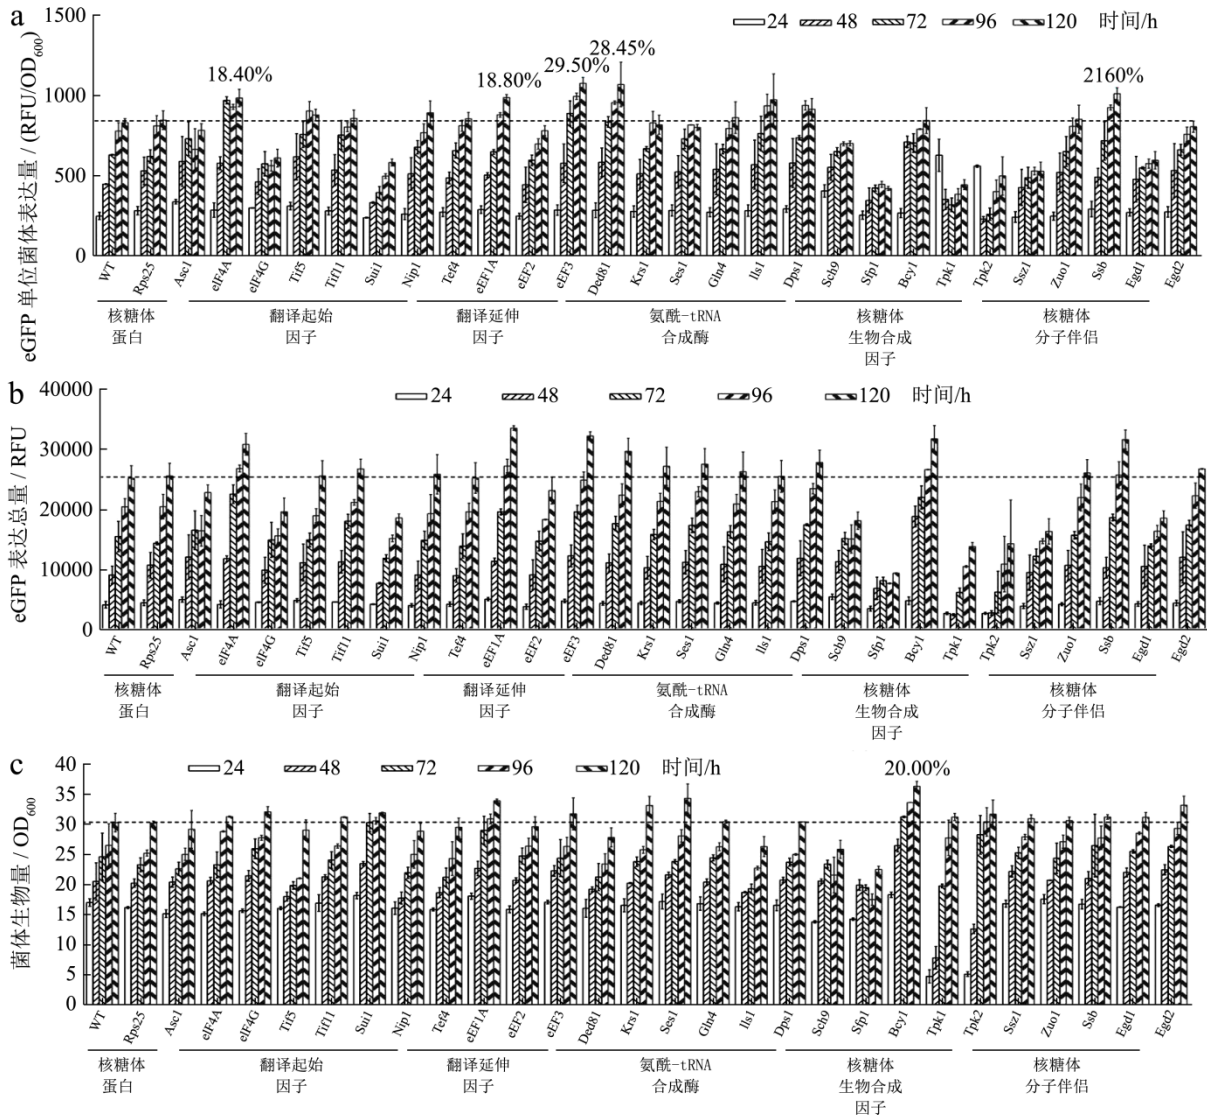 a
24 48 72 96 120 时间/h
eGFP 单位菌体表达量 / (RFU/OD600)
1500
1000
500
0
18.40%
18.80%
29.50%
28.45%
2160%
WT Rps25 Asc1 eIF4A eIF4G Tif5 Tif11 Sui1 Nip1 Tef4 eEF1A eEF2 eEF3 Ded81 Krs1 Ses1 Gln4 Ils1 Dps1 Sch9 Sfp1 Bcy1 Tpk1 Tpk2 Ssz1 Zuo1 Ssb Egd1 Egd2
核糖体 翻译起始 翻译延伸 氨酰-tRNA 核糖体 核糖体
蛋白 因子 因子 合成酶 生物合成 分子伴侣
因子
b
24 48 72 96 120 时间/h
eGFP 表达总量 / RFU
40000
30000
20000
10000
0
WT Rps25 Asc1 eIF4A eIF4G Tif5 Tif11 Sui1 Nip1 Tef4 eEF1A eEF2 eEF3 Ded81 Krs1 Ses1 Gln4 Ils1 Dps1 Sch9 Sfp1 Bcy1 Tpk1 Tpk2 Ssz1 Zuo1 Ssb Egd1 Egd2
核糖体 翻译起始 翻译延伸 氨酰-tRNA 核糖体 核糖体
蛋白 因子 因子 合成酶 生物合成 分子伴侣
因子
c
24 48 72 96 120 时间/h
菌体生物量 / OD600
40
35
30
25
20
15
10
5
0
20.00%
WT Rps25 Asc1 eIF4A eIF4G Tif5 Tif11 Sui1 Nip1 Tef4 eEF1A eEF2 eEF3 Ded81 Krs1 Ses1 Gln4 Ils1 Dps1 Sch9 Sfp1 Bcy1 Tpk1 Tpk2 Ssz1 Zuo1 Ssb Egd1 Egd2
核糖体 翻译起始 翻译延伸 氨酰-tRNA 核糖体 核糖体
蛋白 因子 因子 合成酶 生物合成 分子伴侣
因子